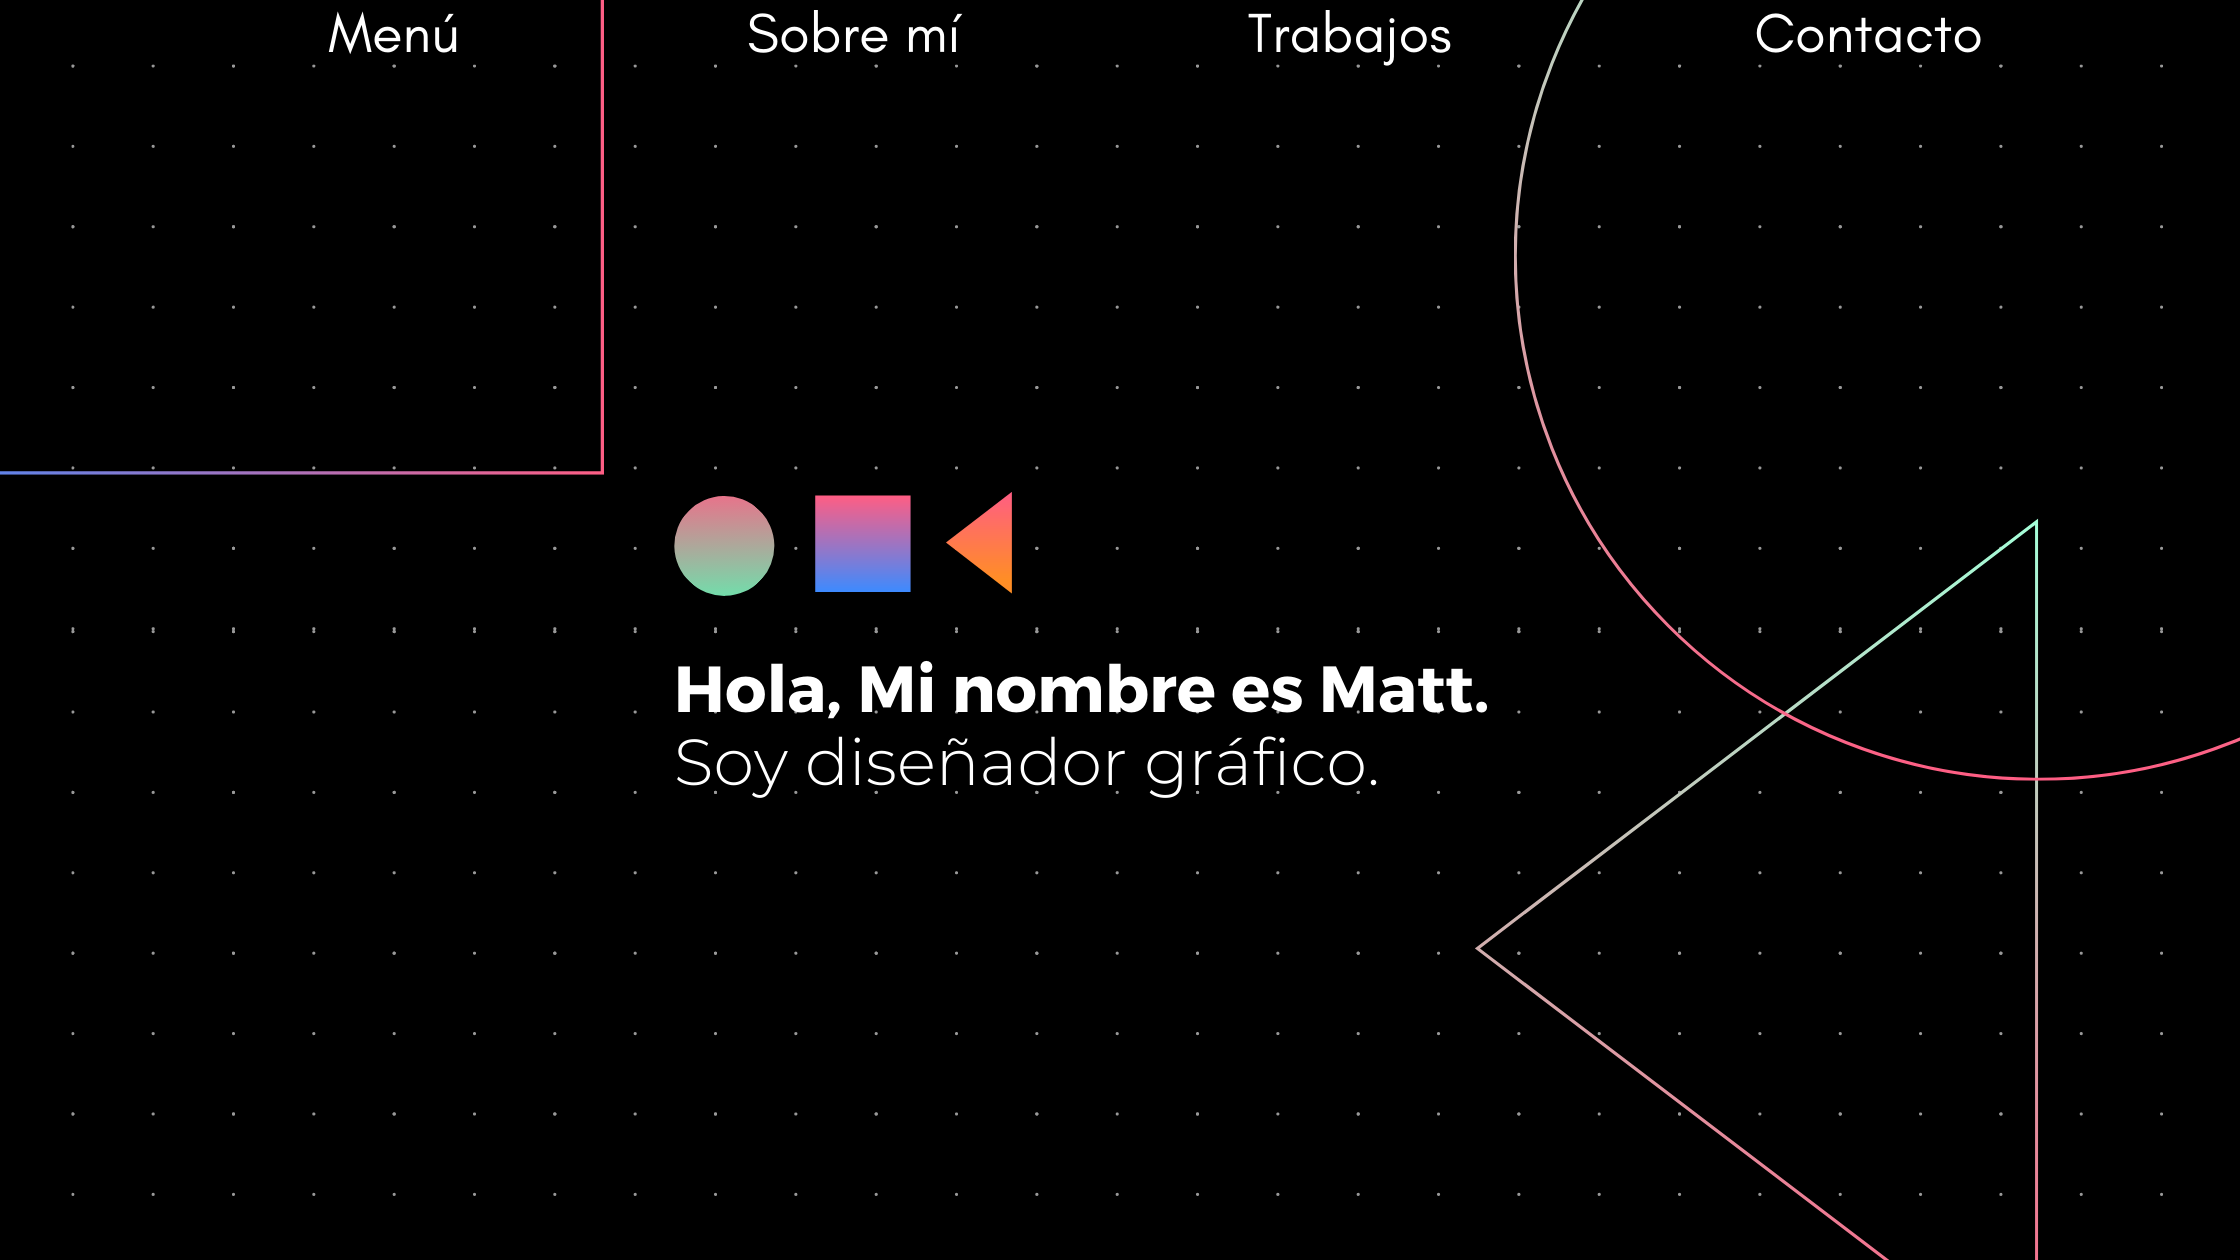 Menú
Sobre mí
Trabajos
Contacto
Hola, Mi nombre es Matt.
Soy diseñador gráfico.